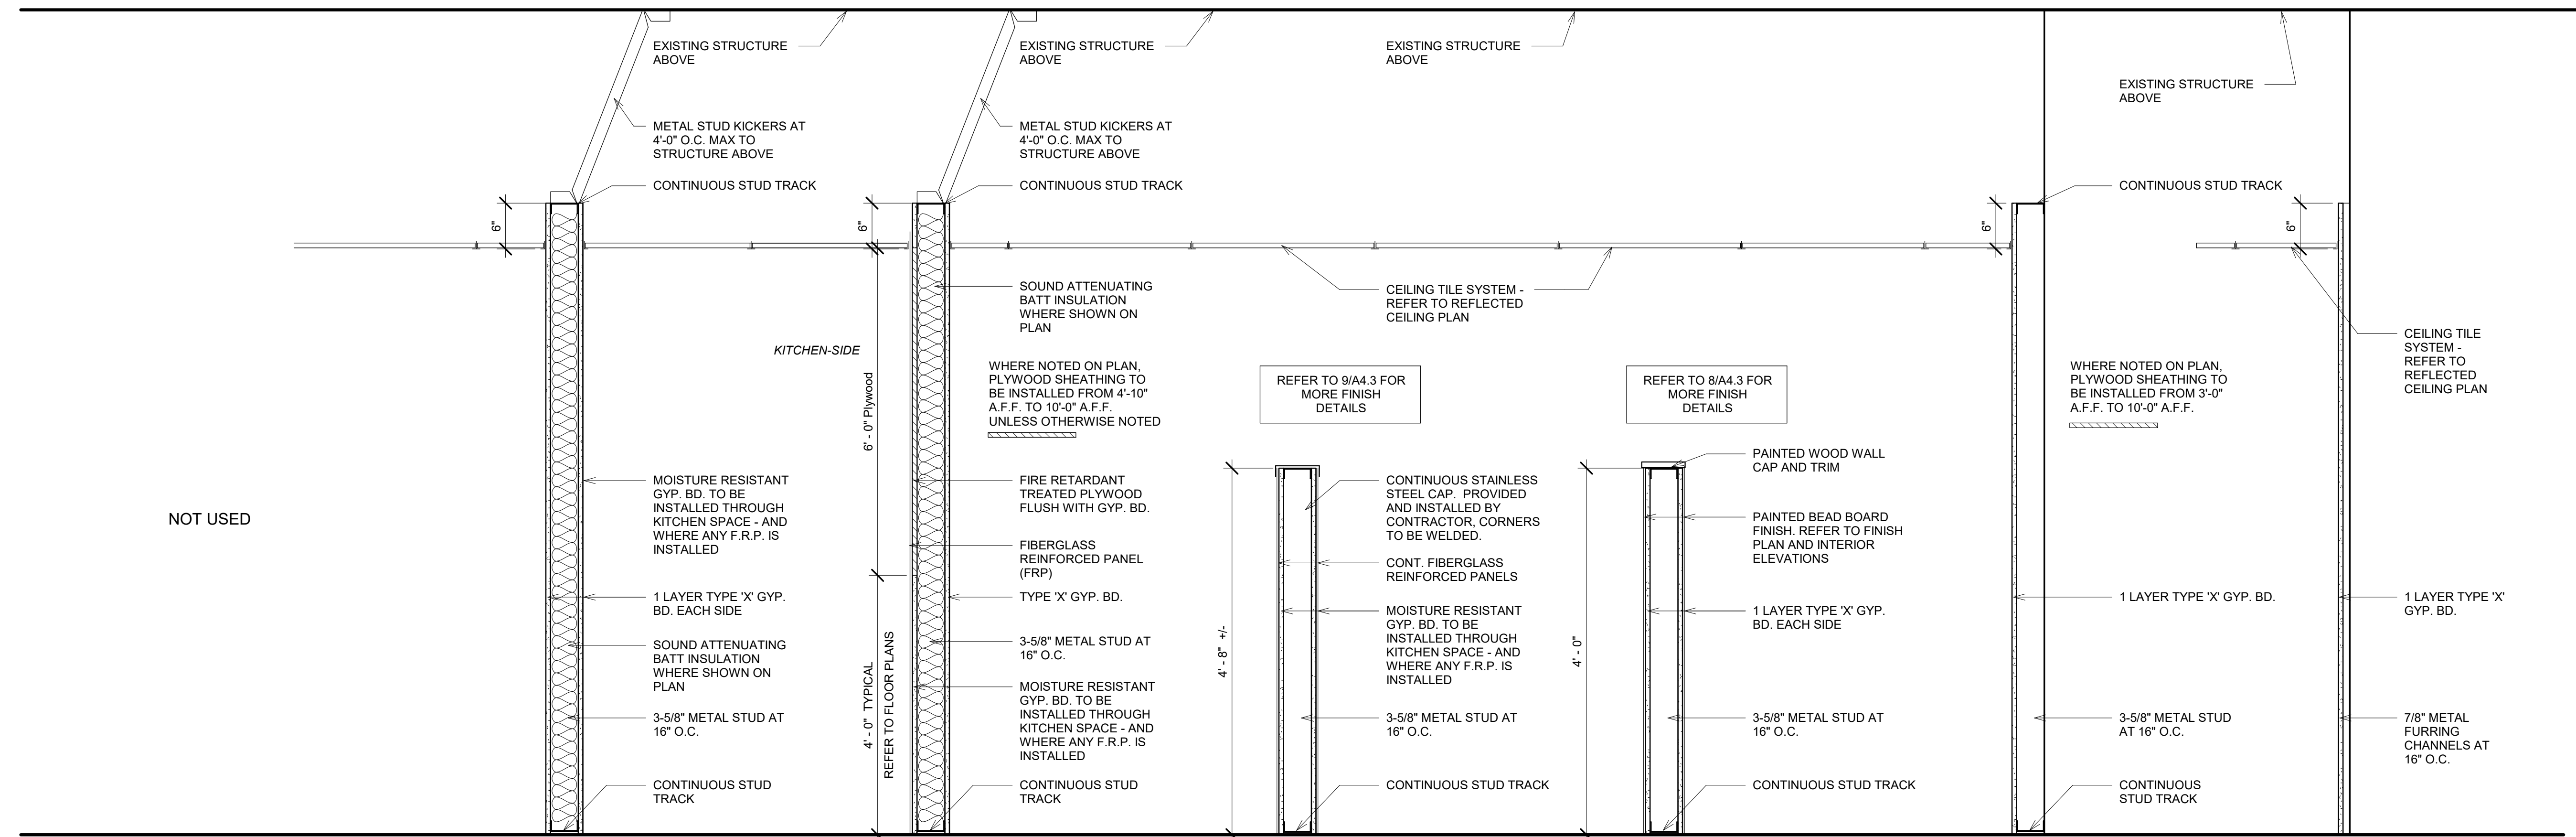 NOT USED
EXISTING STRUCTURE
ABOVE
METAL STUD KICKERS AT
4'-0" O.C. MAX TO
STRUCTURE ABOVE
CONTINUOUS STUD TRACK
6"
MOISTURE RESISTANT
GYP. BD. TO BE
INSTALLED THROUGH
KITCHEN SPACE - AND
WHERE ANY F.R.P. IS
INSTALLED
1 LAYER TYPE 'X' GYP.
BD. EACH SIDE
SOUND ATTENUATING
BATT INSULATION
WHERE SHOWN ON
PLAN
3-5/8" METAL STUD AT
16" O.C.
CONTINUOUS STUD
TRACK
EXISTING STRUCTURE
ABOVE
METAL STUD KICKERS AT
4'-0" O.C. MAX TO
STRUCTURE ABOVE
CONTINUOUS STUD TRACK
6"
KITCHEN-SIDE
6' - 0" Plywood
4' - 0" TYPICAL
REFER TO FLOOR PLANS
SOUND ATTENUATING
BATT INSULATION
WHERE SHOWN ON
PLAN
WHERE NOTED ON PLAN,
PLYWOOD SHEATHING TO
BE INSTALLED FROM 4'-10"
A.F.F. TO 10'-0" A.F.F.
UNLESS OTHERWISE NOTED
FIRE RETARDANT
TREATED PLYWOOD
FLUSH WITH GYP. BD.
FIBERGLASS
REINFORCED PANEL
(FRP)
TYPE 'X' GYP. BD.
3-5/8" METAL STUD AT
16" O.C.
MOISTURE RESISTANT
GYP. BD. TO BE
INSTALLED THROUGH
KITCHEN SPACE - AND
WHERE ANY F.R.P. IS
INSTALLED
CONTINUOUS STUD
TRACK
EXISTING STRUCTURE
ABOVE
CEILING TILE SYSTEM -
REFER TO REFLECTED
CEILING PLAN
REFER TO 9/A4.3 FOR
MORE FINISH
DETAILS
4' - 8" +/-
CONTINUOUS STAINLESS
STEEL CAP. PROVIDED
AND INSTALLED BY
CONTRACTOR, CORNERS
TO BE WELDED.
CONT. FIBERGLASS
REINFORCED PANELS
MOISTURE RESISTANT
GYP. BD. TO BE
INSTALLED THROUGH
KITCHEN SPACE - AND
WHERE ANY F.R.P. IS
INSTALLED
3-5/8" METAL STUD AT
16" O.C.
CONTINUOUS STUD TRACK
REFER TO 8/A4.3 FOR
MORE FINISH
DETAILS
4' - 0"
PAINTED WOOD WALL
CAP AND TRIM
PAINTED BEAD BOARD
FINISH. REFER TO FINISH
PLAN AND INTERIOR
ELEVATIONS
1 LAYER TYPE 'X' GYP.
BD. EACH SIDE
3-5/8" METAL STUD AT
16" O.C.
CONTINUOUS STUD TRACK
EXISTING STRUCTURE
ABOVE
6"
CONTINUOUS STUD TRACK
WHERE NOTED ON PLAN,
PLYWOOD SHEATHING TO
BE INSTALLED FROM 3'-0"
A.F.F. TO 10'-0" A.F.F.
1 LAYER TYPE 'X' GYP. BD.
3-5/8" METAL STUD
AT 16" O.C.
CONTINUOUS
STUD TRACK
6"
CEILING TILE
SYSTEM -
REFER TO
REFLECTED
CEILING PLAN
1 LAYER TYPE 'X'
GYP. BD.
7/8" METAL
FURRING
CHANNELS AT
16" O.C.